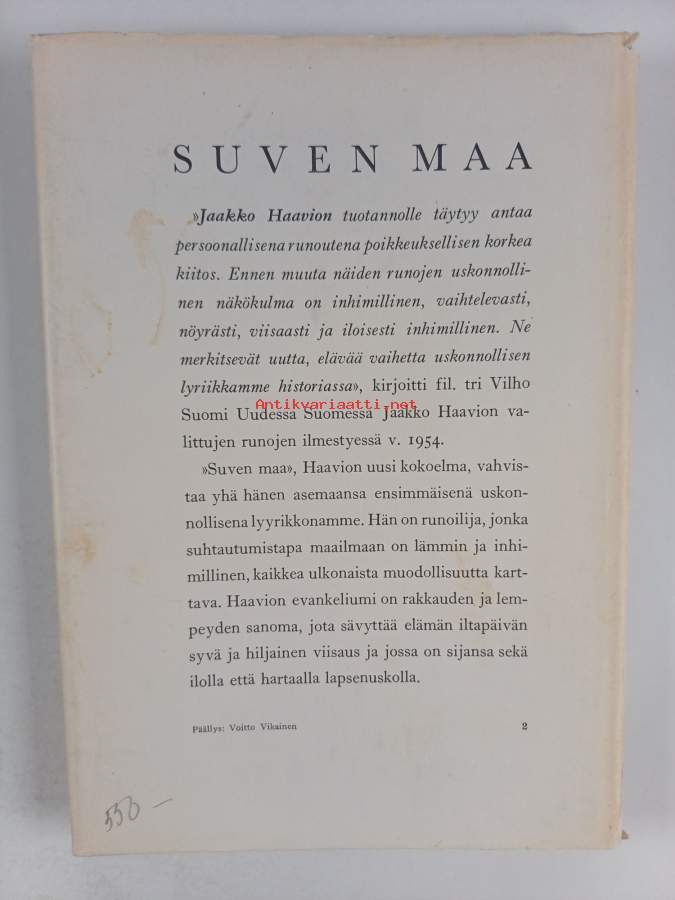 SUVEN MAA
»Jaakko Haavion tuotannolle täytyy antaa
persoonallisena runoutena poikkeuksellisen korkea
kiitos. Ennen muuta näiden runojen uskonnolli-
nen näkökulma on inhimillinen, vaihtelevasti,
nöyrästi, viisaasti ja iloisesti inhimillinen. Ne
merkitsevät uutta, elävää vaihetta uskonnollisen
lyriikkamme historiassa», kirjoitti fil. tri Vilho
Antikvariaatti.net
Suomi Uudessa Suomessa Jaakko Haavion va-
littujen runojen ilmestyessä v. 1954.
»Suven maa», Haavion uusi kokoelma, vahvis-
taa yhä hänen asemaansa ensimmäisenä uskon-
nollisena lyyrikkonamme. Hän on runoilija, jonka
suhtautumistapa maailmaan on lämmin ja inhi-
millinen, kaikkea ulkonaista muodollisuutta kart-
tava. Haavion evankeliumi on rakkauden ja lem-
peyden sanoma, jota sävyttää elämän iltapäivän
syvä ja hiljainen viisaus ja jossa on sijansa sekä
ilolla että hartaalla lapsenuskolla.
Päällys: Voitto Vikainen 2
550 —